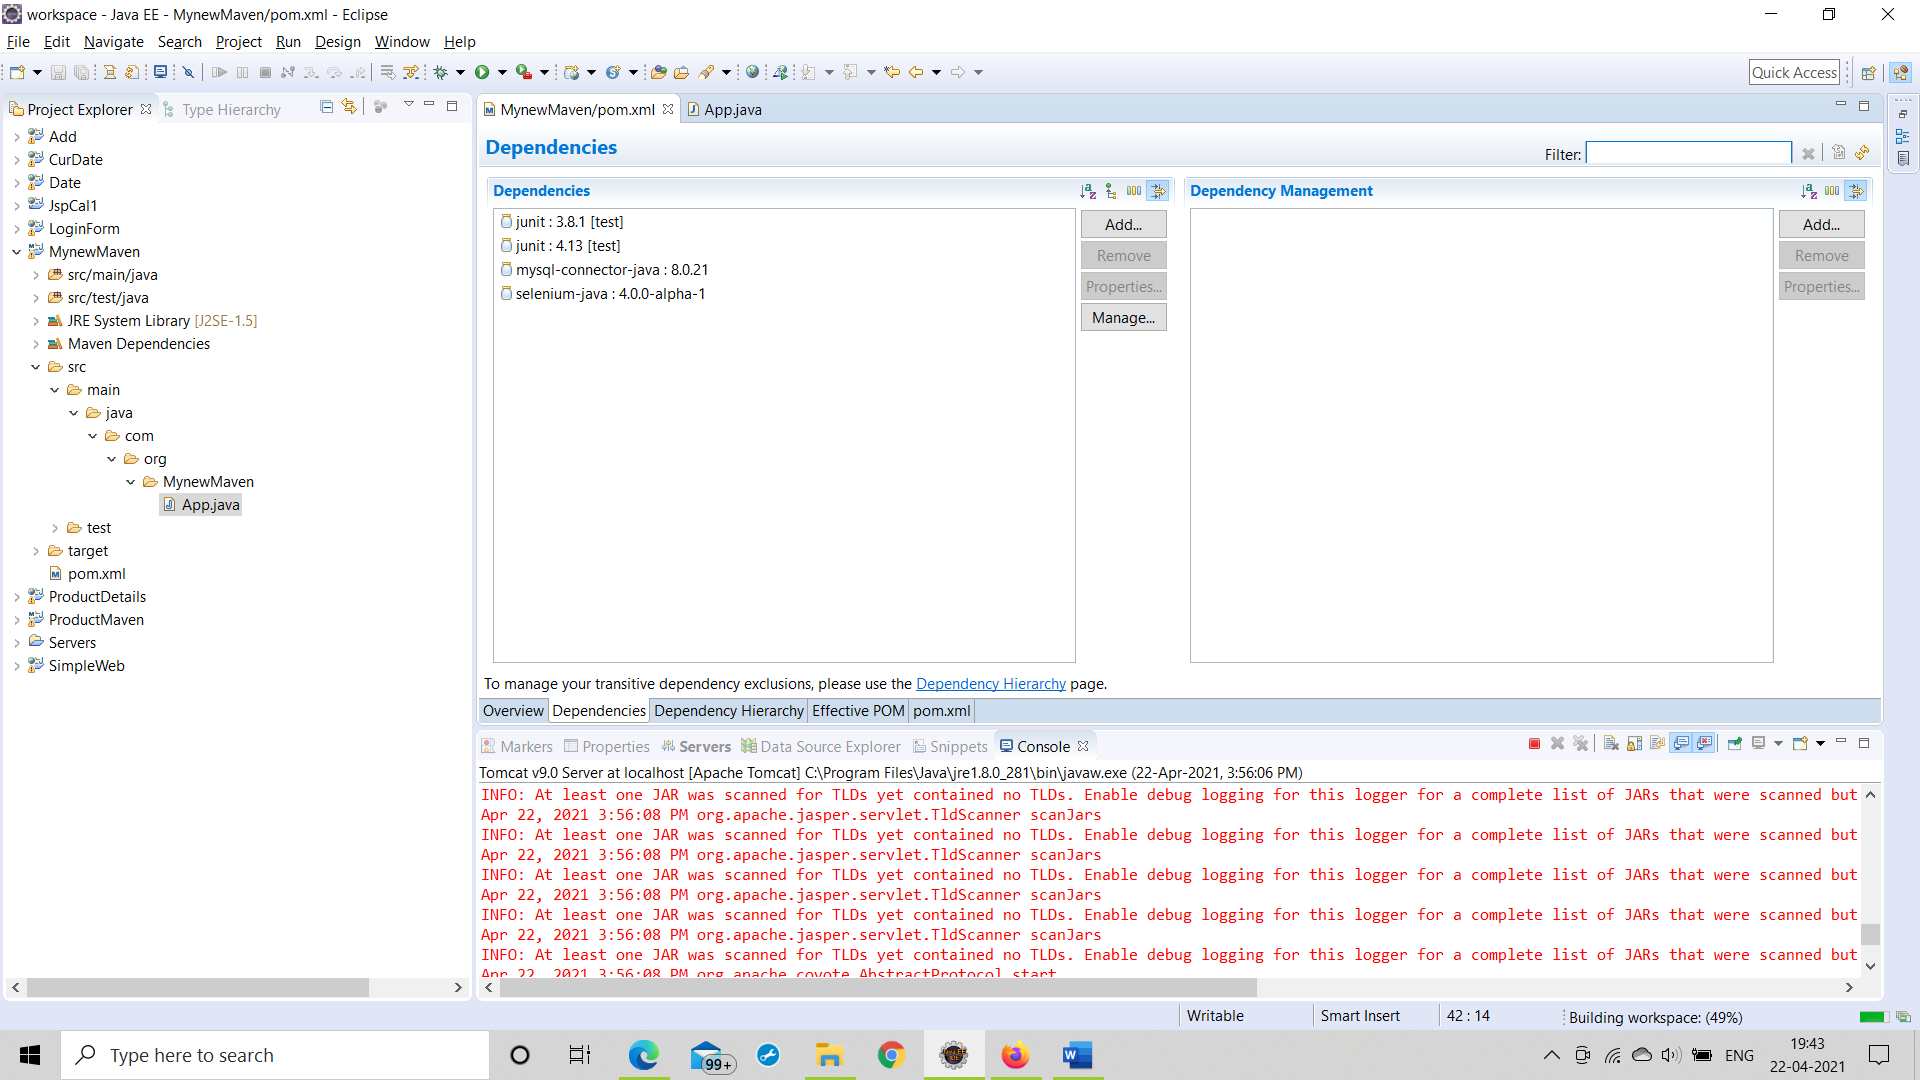 workspace - Java EE - MynewMaven/pom.xml - Eclipse
File Edit Navigate Search Project Run Design Window Help
Quick Access
Project Explorer Type Hierarchy
Add
CurDate
Date
JspCal1
LoginForm
MynewMaven
src/main/java
src/test/java
JRE System Library [J2SE-1.5]
Maven Dependencies
src
main
java
com
org
MynewMaven
App.java
test
target
pom.xml
ProductDetails
ProductMaven
Servers
SimpleWeb
MynewMaven/pom.xml App.java
Dependencies
Filter:
Dependencies
junit : 3.8.1 [test]
junit : 4.13 [test]
mysql-connector-java : 8.0.21
selenium-java : 4.0.0-alpha-1
Add...
Remove
Properties...
Manage...
Dependency Management
Add...
Remove
Properties...
To manage your transitive dependency exclusions, please use the Dependency Hierarchy page.
Overview Dependencies Dependency Hierarchy Effective POM pom.xml
Markers Properties Servers Data Source Explorer Snippets Console
Tomcat v9.0 Server at localhost [Apache Tomcat] C:\Program Files\Java\jre1.8.0_281\bin\javaw.exe (22-Apr-2021, 3:56:06 PM)
INFO: At least one JAR was scanned for TLDs yet contained no TLDs. Enable debug logging for this logger for a complete list of JARs that were scanned but
Apr 22, 2021 3:56:08 PM org.apache.jasper.servlet.TldScanner scanJars
INFO: At least one JAR was scanned for TLDs yet contained no TLDs. Enable debug logging for this logger for a complete list of JARs that were scanned but
Apr 22, 2021 3:56:08 PM org.apache.jasper.servlet.TldScanner scanJars
INFO: At least one JAR was scanned for TLDs yet contained no TLDs. Enable debug logging for this logger for a complete list of JARs that were scanned but
Apr 22, 2021 3:56:08 PM org.apache.jasper.servlet.TldScanner scanJars
INFO: At least one JAR was scanned for TLDs yet contained no TLDs. Enable debug logging for this logger for a complete list of JARs that were scanned but
Apr 22, 2021 3:56:08 PM org.apache.jasper.servlet.TldScanner scanJars
INFO: At least one JAR was scanned for TLDs yet contained no TLDs. Enable debug logging for this logger for a complete list of JARs that were scanned but
Apr 22, 2021 3:56:08 PM org.apache.coyote.AbstractProtocol start
Writable Smart Insert 42 : 14 Building workspace: (49%)
Type here to search
99+
ENG
19:43
22-04-2021